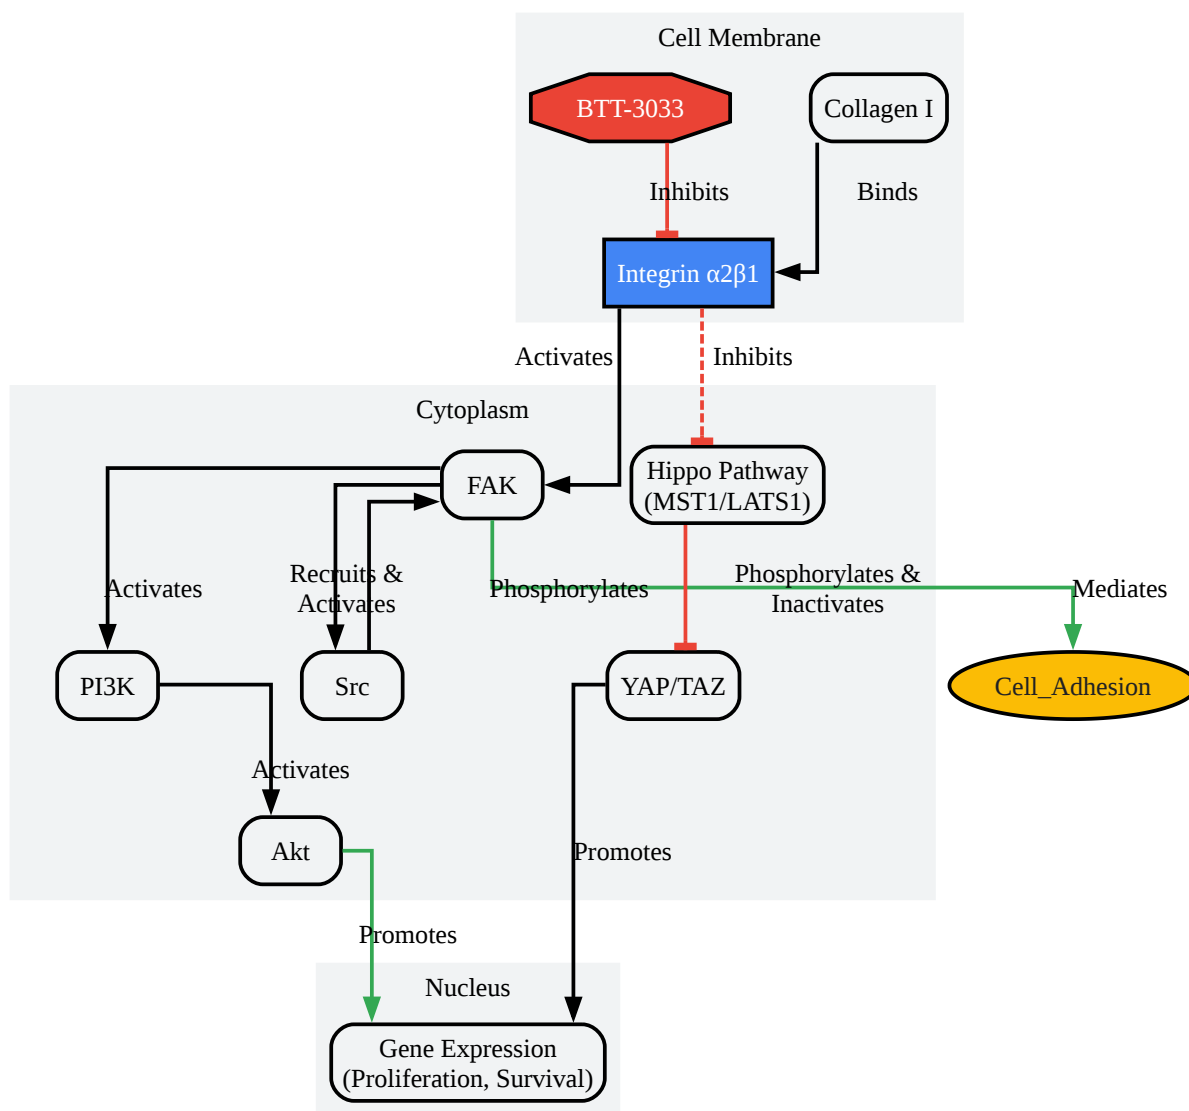 Cell Membrane
BTT-3033
Collagen I
Inhibits
Binds
Integrin α2β1
Activates
Inhibits
Cytoplasm
FAK
Hippo Pathway
(MST1/LATS1)
Activates
Recruits &
Activates
Phosphorylates
Phosphorylates &
Inactivates
Mediates
PI3K
Src
YAP/TAZ
Cell_Adhesion
Activates
Akt
Promotes
Promotes
Nucleus
Gene Expression
(Proliferation, Survival)